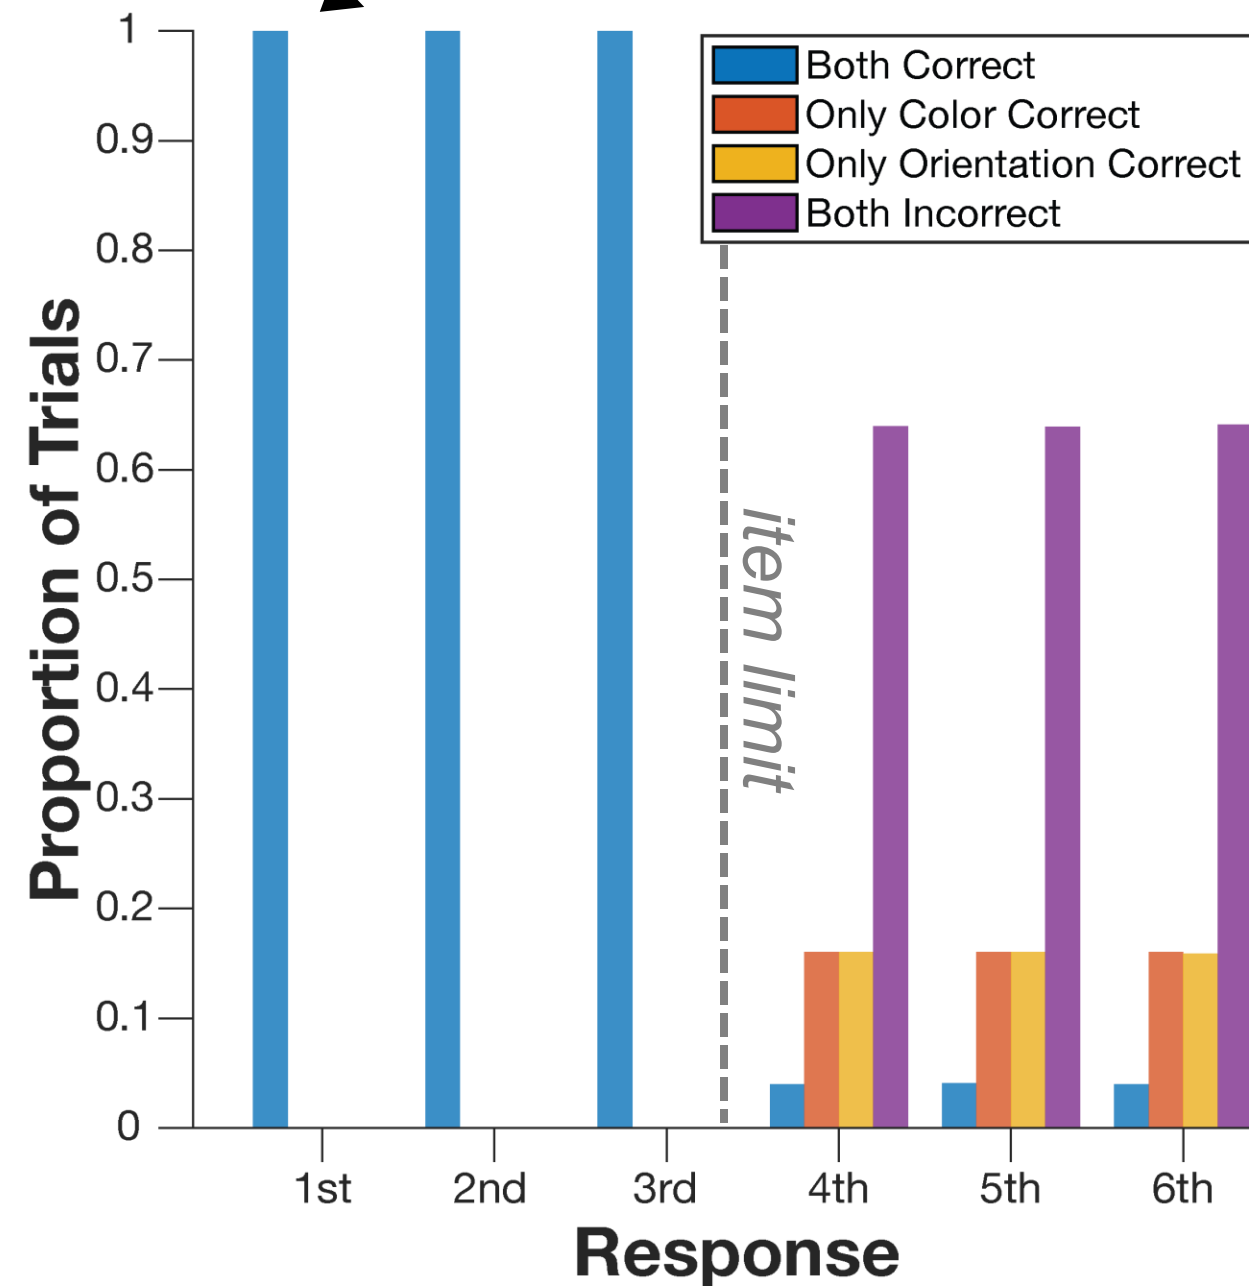 1
0.9
0.8
0.7
0.6
0.5
0.4
0.3
0.2
0.1
0
Proportion of Trials
Both Correct
Only Color Correct
Only Orientation Correct
Both Incorrect
item limit
1st 2nd 3rd 4th 5th 6th
Response